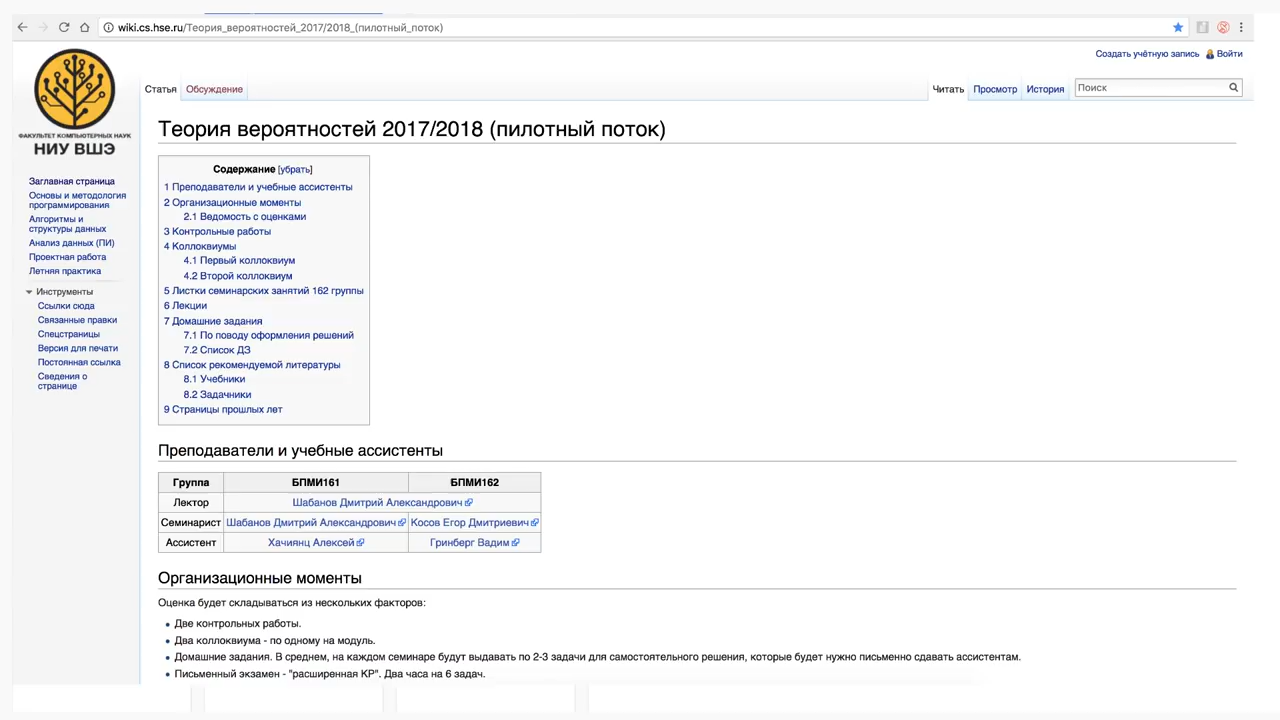 wiki.cs.hse.ru/Теория_вероятностей_2017/2018_(пилотный_поток)
Создать учётную запись Войти
Статья Обсуждение Читать Просмотр История Поиск
ФАКУЛЬТЕТ КОМПЬЮТЕРНЫХ НАУК
НИУ ВШЭ
Заглавная страница
Основы и методология
программирования
Алгоритмы и
структуры данных
Анализ данных (ПИ)
Проектная работа
Летняя практика
Инструменты
Ссылки сюда
Связанные правки
Спецстраницы
Версия для печати
Постоянная ссылка
Сведения о
странице
Теория вероятностей 2017/2018 (пилотный поток)
Содержание [убрать]
1 Преподаватели и учебные ассистенты
2 Организационные моменты
2.1 Ведомость с оценками
3 Контрольные работы
4 Коллоквиумы
4.1 Первый коллоквиум
4.2 Второй коллоквиум
5 Листки семинарских занятий 162 группы
6 Лекции
7 Домашние задания
7.1 По поводу оформления решений
7.2 Список ДЗ
8 Список рекомендуемой литературы
8.1 Учебники
8.2 Задачники
9 Страницы прошлых лет
Преподаватели и учебные ассистенты
Группа БПМИ161 БПМИ162
Лектор Шабанов Дмитрий Александрович
Семинарист Шабанов Дмитрий Александрович Косов Егор Дмитриевич
Ассистент Хачиянц Алексей Гринберг Вадим
Организационные моменты
Оценка будет складываться из нескольких факторов:
Две контрольных работы.
Два коллоквиума - по одному на модуль.
Домашние задания. В среднем, на каждом семинаре будут выдавать по 2-3 задачи для самостоятельного решения, которые будет нужно письменно сдавать ассистентам.
Письменный экзамен - "расширенная КР". Два часа на 6 задач.